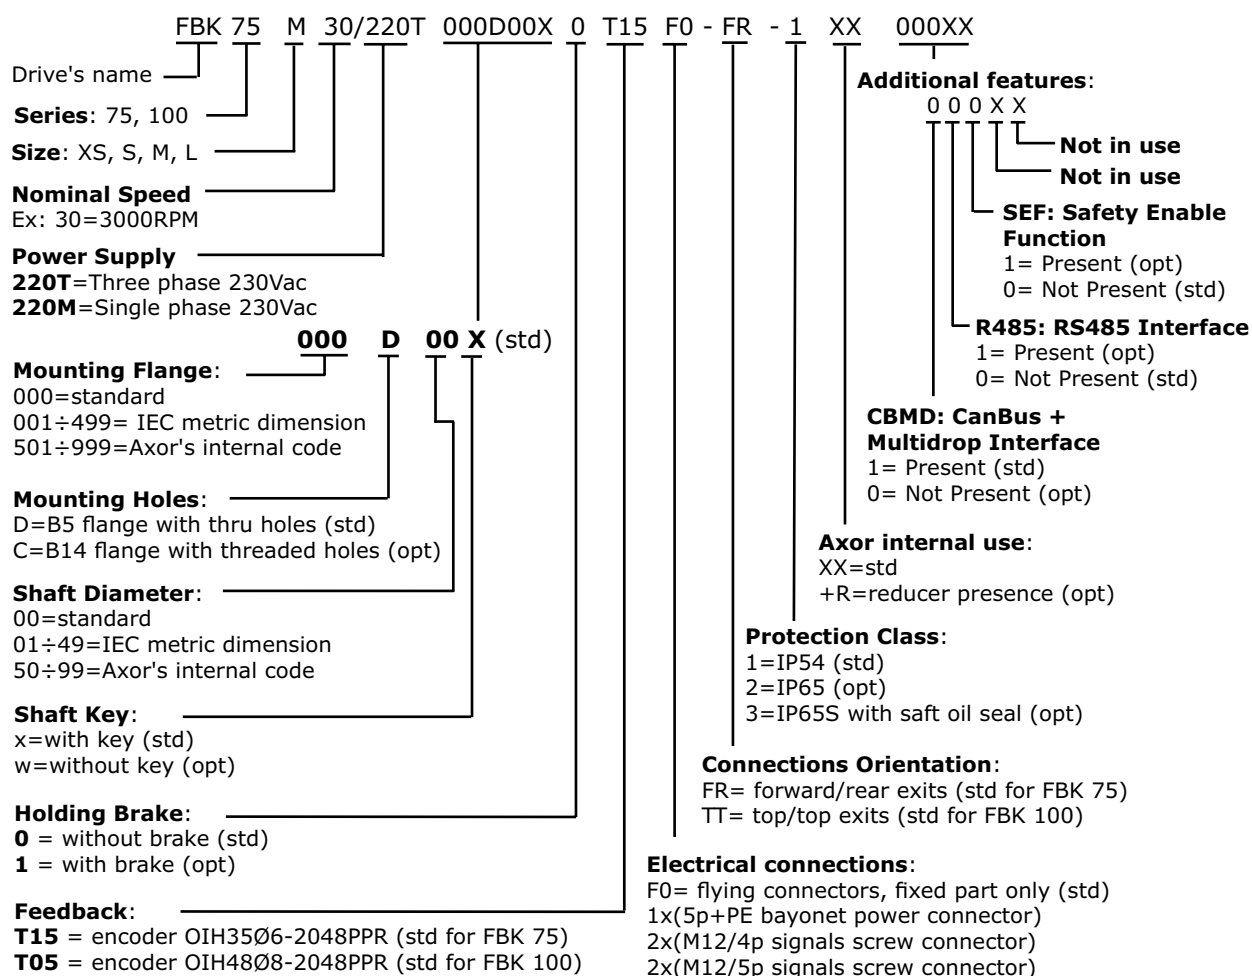 FBK 75 M 30/220T 000D00X 0 T15 F0 - FR - 1 XX 000XX
Drive's name
Series: 75, 100
Size: XS, S, M, L
Nominal Speed
Ex: 30=3000RPM
Power Supply
220T=Three phase 230Vac
220M=Single phase 230Vac
000 D 00 X (std)
Mounting Flange:
000=standard
001÷499= IEC metric dimension
501÷999=Axor's internal code
Mounting Holes:
D=B5 flange with thru holes (std)
C=B14 flange with threaded holes (opt)
Shaft Diameter:
00=standard
01÷49=IEC metric dimension
50÷99=Axor's internal code
Shaft Key:
x=with key (std)
w=without key (opt)
Holding Brake:
0 = without brake (std)
1 = with brake (opt)
Feedback:
T15 = encoder OIH35Ø6-2048PPR (std for FBK 75)
T05 = encoder OIH48Ø8-2048PPR (std for FBK 100)
Additional features:
0 0 0 X X
Not in use
Not in use
SEF: Safety Enable
Function
1= Present (opt)
0= Not Present (std)
R485: RS485 Interface
1= Present (opt)
0= Not Present (std)
CBMD: CanBus +
Multidrop Interface
1= Present (std)
0= Not Present (opt)
Axor internal use:
XX=std
+R=reducer presence (opt)
Protection Class:
1=IP54 (std)
2=IP65 (opt)
3=IP65S with saft oil seal (opt)
Connections Orientation:
FR= forward/rear exits (std for FBK 75)
TT= top/top exits (std for FBK 100)
Electrical connections:
F0= flying connectors, fixed part only (std)
1x(5p+PE bayonet power connector)
2x(M12/4p signals screw connector)
2x(M12/5p signals screw connector)